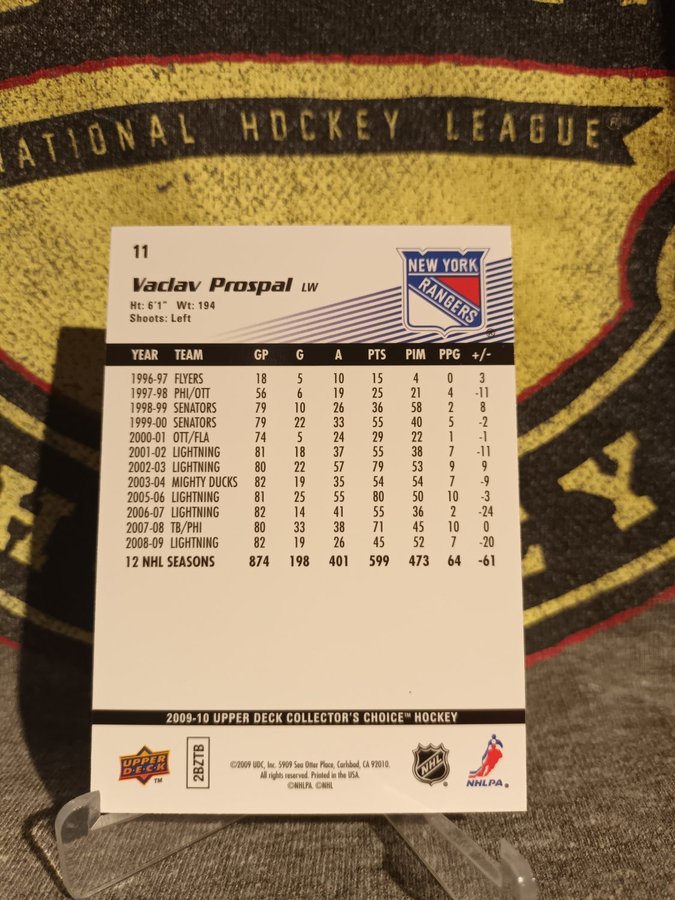 NATIONAL HOCKEY LEAGUE
11
Vaclav Prospal LW
Ht: 6'1" Wt: 194
Shoots: Left
NEW YORK
RANGERS
YEAR TEAM GP G A PTS PIM PPG +/-
1996-97 FLYERS 18 5 10 15 4 0 3
1997-98 PHI/OTT 56 6 19 25 21 4 -11
1998-99 SENATORS 79 10 26 36 58 2 8
1999-00 SENATORS 79 22 33 55 40 5 -2
2000-01 OTT/FLA 74 5 24 29 22 1 -1
2001-02 LIGHTNING 81 18 37 55 38 7 -11
2002-03 LIGHTNING 80 22 57 79 53 9 9
2003-04 MIGHTY DUCKS 82 19 35 54 54 7 -9
2005-06 LIGHTNING 81 25 55 80 50 10 -3
2006-07 LIGHTNING 82 14 41 55 36 2 -24
2007-08 TB/PHI 80 33 38 71 45 10 0
2008-09 LIGHTNING 82 19 26 45 52 7 -20
12 NHL SEASONS 874 198 401 599 473 64 -61
2009-10 UPPER DECK COLLECTOR'S CHOICE™ HOCKEY
UPPER DECK™
2BZTB
©2009 UDC, Inc. 5909 Sea Otter Place, Carlsbad, CA 92010.
All rights reserved. Printed in the USA.
©NHLPA. ©NHL
NHL
NHLPA.